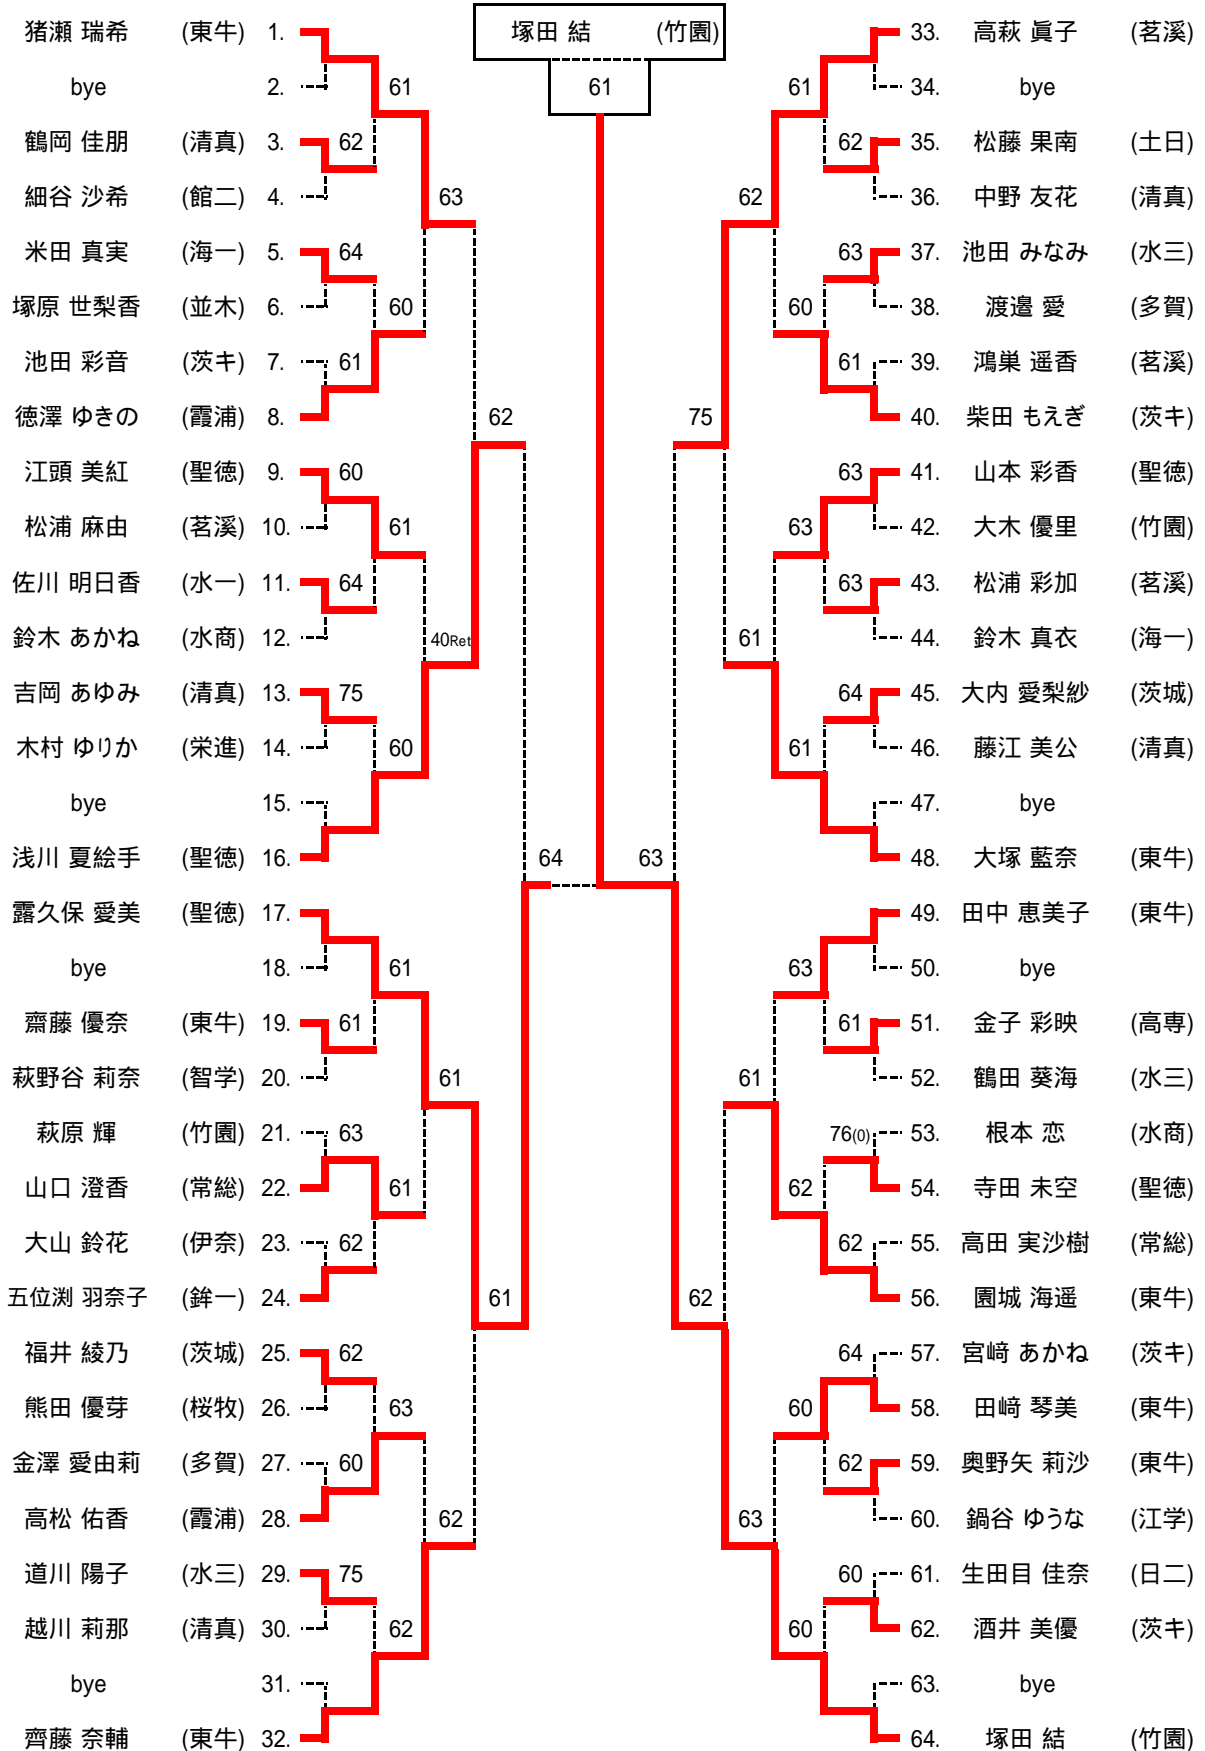 塚田 結 (竹園)
61
猪瀬 瑞希 (東牛) 1.
bye 2.
61
鶴岡 佳朋 (清真) 3. 62
細谷 沙希 (館二) 4.
63
米田 真実 (海一) 5. 64
塚原 世梨香 (並木) 6.
60
池田 彩音 (茨キ) 7. 61
徳澤 ゆきの (霞浦) 8.
62
江頭 美紅 (聖徳) 9. 60
松浦 麻由 (茗溪) 10.
61
佐川 明日香 (水一) 11. 64
鈴木 あかね (水商) 12.
40Ret
吉岡 あゆみ (清真) 13. 75
木村 ゆりか (栄進) 14.
60
bye 15.
浅川 夏絵手 (聖徳) 16.
64
露久保 愛美 (聖徳) 17.
bye 18.
61
齋藤 優奈 (東牛) 19. 61
萩野谷 莉奈 (智学) 20.
61
萩原 輝 (竹園) 21. 63
山口 澄香 (常総) 22.
61
大山 鈴花 (伊奈) 23. 62
五位渕 羽奈子 (鉾一) 24.
61
福井 綾乃 (茨城) 25. 62
熊田 優芽 (桜牧) 26.
63
金澤 愛由莉 (多賀) 27. 60
高松 佑香 (霞浦) 28.
62
道川 陽子 (水三) 29. 75
越川 莉那 (清真) 30.
62
bye 31.
齊藤 奈輔 (東牛) 32.
33. 高萩 眞子 (茗溪)
61
34. bye
62 35. 松藤 果南 (土日)
62
36. 中野 友花 (清真)
63 37. 池田 みなみ (水三)
60
38. 渡邉 愛 (多賀)
61 39. 鴻巣 遥香 (茗溪)
75
40. 柴田 もえぎ (茨キ)
63 41. 山本 彩香 (聖徳)
63
42. 大木 優里 (竹園)
63 43. 松浦 彩加 (茗溪)
61
44. 鈴木 真衣 (海一)
64 45. 大内 愛梨紗 (茨城)
61
46. 藤江 美公 (清真)
47. bye
63
48. 大塚 藍奈 (東牛)
49. 田中 恵美子 (東牛)
63
50. bye
61 51. 金子 彩映 (高専)
61
52. 鶴田 葵海 (水三)
76(0) 53. 根本 恋 (水商)
62
54. 寺田 未空 (聖徳)
62 55. 高田 実沙樹 (常総)
62
56. 園城 海遥 (東牛)
64 57. 宮﨑 あかね (茨キ)
60
58. 田﨑 琴美 (東牛)
62 59. 奥野矢 莉沙 (東牛)
63
60. 鍋谷 ゆうな (江学)
60 61. 生田目 佳奈 (日二)
60
62. 酒井 美優 (茨キ)
63. bye
64. 塚田 結 (竹園)